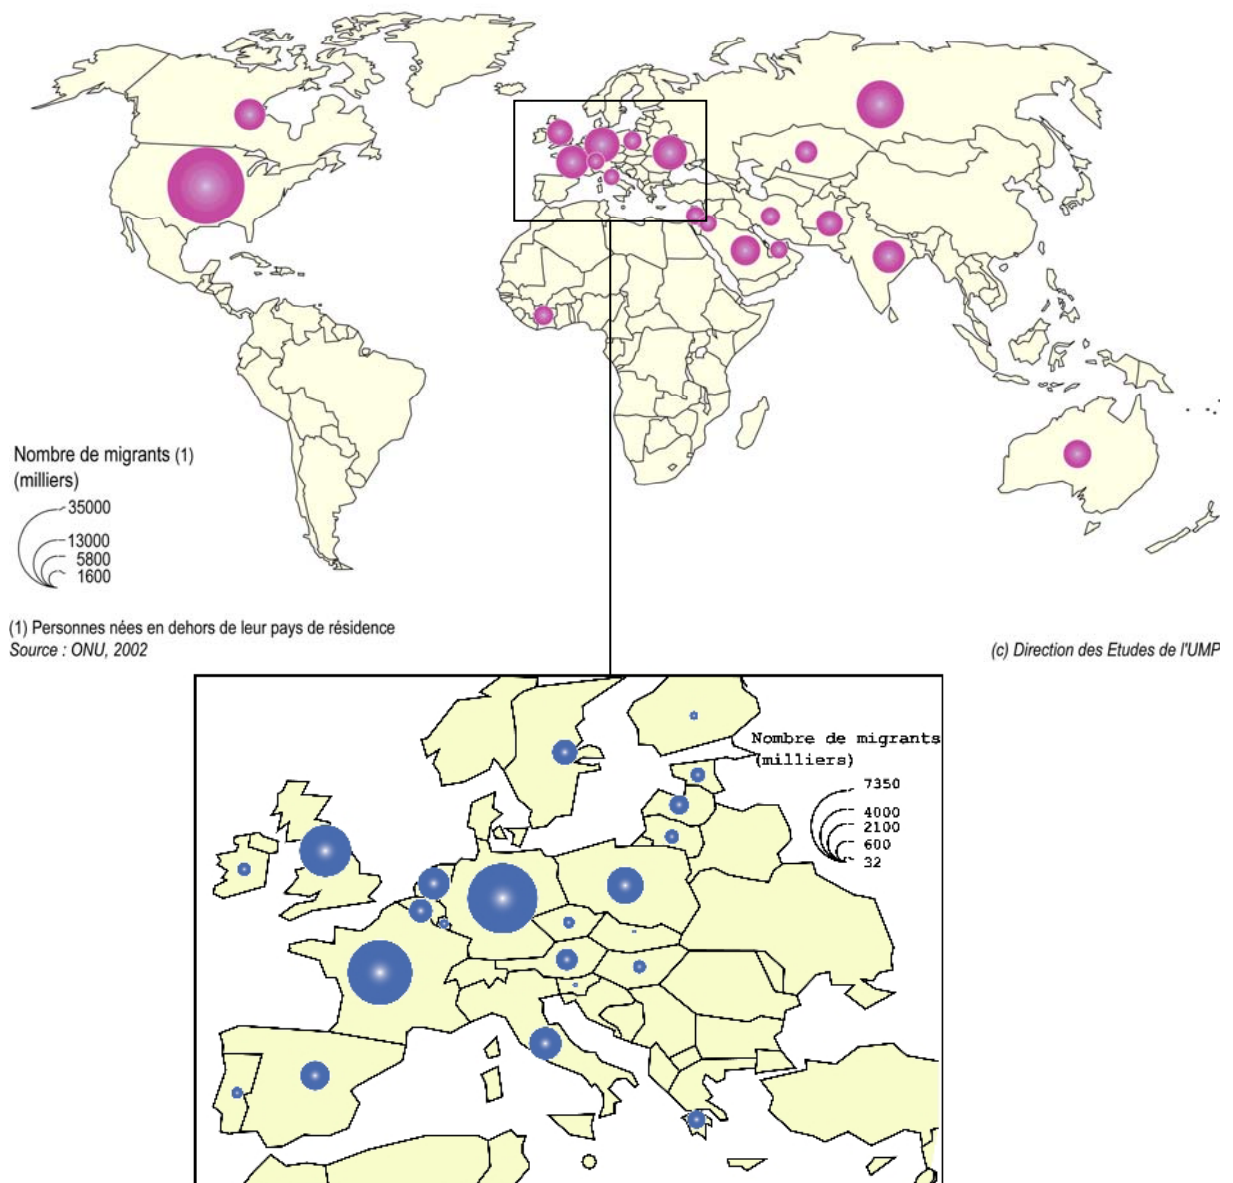 Nombre de migrants (1)
(milliers)
35000
13000
5800
1600
(1) Personnes nées en dehors de leur pays de résidence
Source : ONU, 2002
(c) Direction des Etudes de l'UMP
Nombre de migrants
(milliers)
7350
4000
2100
600
32